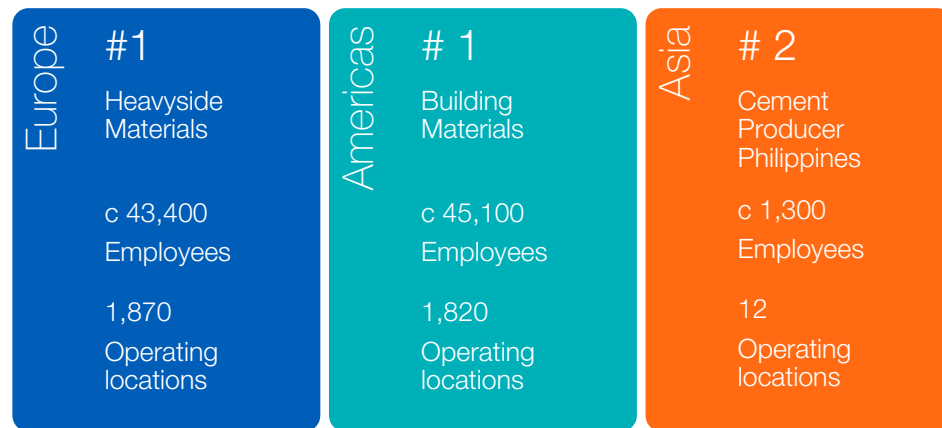 Europe
#1
Heavyside
Materials
c 43,400
Employees
1,870
Operating
locations
Americas
# 1
Building
Materials
c 45,100
Employees
1,820
Operating
locations
Asia
# 2
Cement
Producer
Philippines
c 1,300
Employees
12
Operating
locations